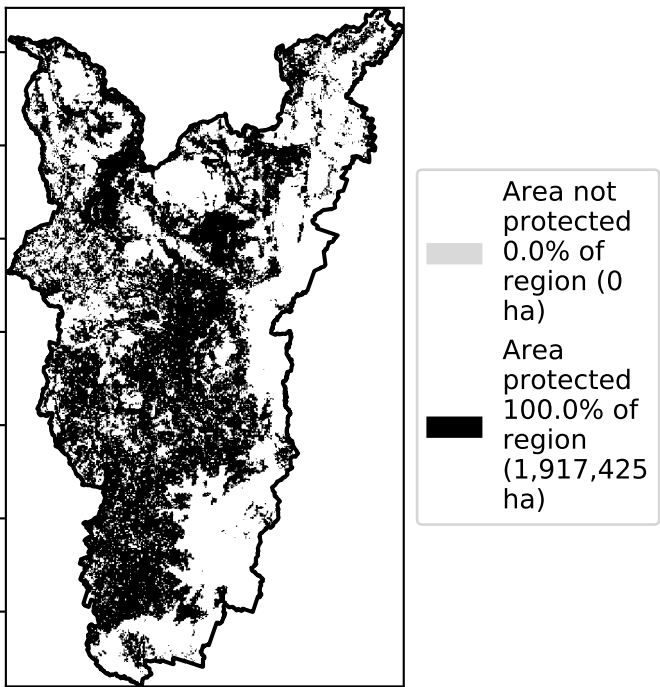 Area not
protected
0.0% of
region (0
ha)
Area
protected
100.0% of
region
(1,917,425
ha)